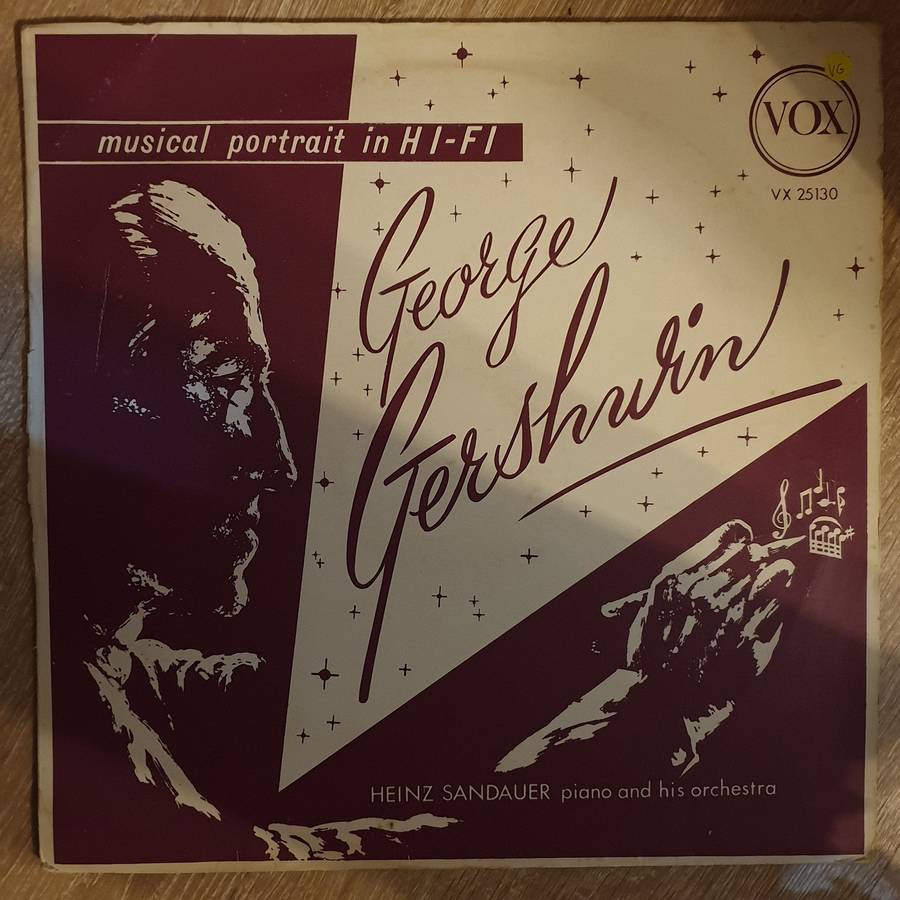 musical portrait in HI-FI
VG
VOX
VX 25130
George
Gershwin
HEINZ SANDAUER piano and his orchestra